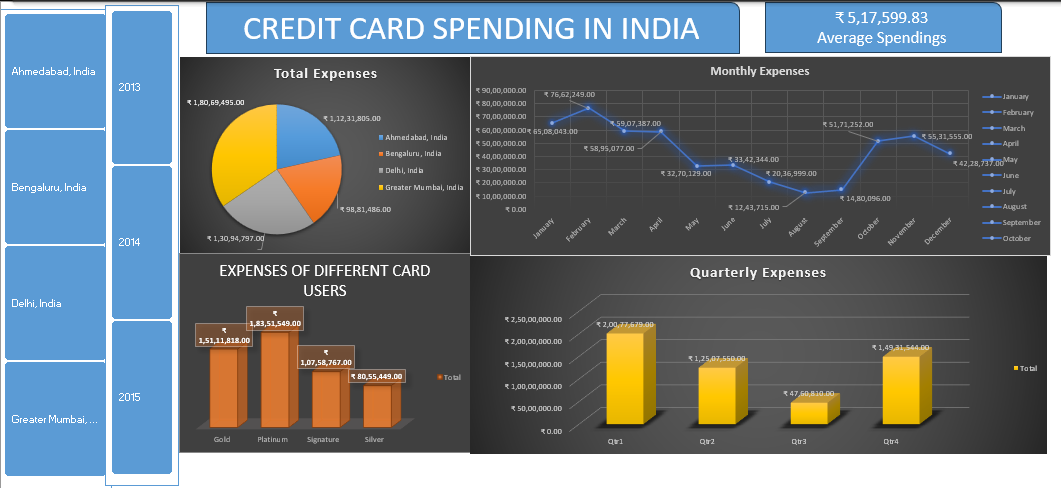 CREDIT CARD SPENDING IN INDIA
₹ 5,17,599.83
Average Spendings
Ahmedabad, India
Bengaluru, India
Delhi, India
Greater Mumbai, ...
2013
2014
2015
Total Expenses
₹ 1,80,69,495.00
₹ 1,12,31,805.00
₹ 98,81,486.00
₹ 1,30,94,797.00
Ahmedabad, India
Bengaluru, India
Delhi, India
Greater Mumbai, India
Monthly Expenses
₹ 90,00,000.00
₹ 80,00,000.00
₹ 70,00,000.00
₹ 60,00,000.00
₹ 50,00,000.00
₹ 40,00,000.00
₹ 30,00,000.00
₹ 20,00,000.00
₹ 10,00,000.00
₹ 0.00
₹ 65,08,043.00
₹ 76,62,249.00
₹ 59,07,387.00
₹ 58,95,077.00
₹ 32,70,129.00
₹ 33,42,344.00
₹ 20,36,999.00
₹ 12,43,715.00
₹ 14,80,096.00
₹ 51,71,252.00
₹ 55,31,555.00
₹ 42,28,737.00
January
February
March
April
May
June
July
August
September
October
November
December
January
February
March
April
May
June
July
August
September
October
EXPENSES OF DIFFERENT CARD
USERS
₹
1,51,11,818.00
₹
1,83,51,549.00
₹
1,07,58,767.00
₹ 80,55,449.00
Gold
Platinum
Signature
Silver
Total
Quarterly Expenses
₹ 2,50,00,000.00
₹ 2,00,00,000.00
₹ 1,50,00,000.00
₹ 1,00,00,000.00
₹ 50,00,000.00
₹ 0.00
₹ 2,00,77,679.00
₹ 1,25,07,550.00
₹ 47,60,810.00
₹ 1,49,31,544.00
Qtr1
Qtr2
Qtr3
Qtr4
Total